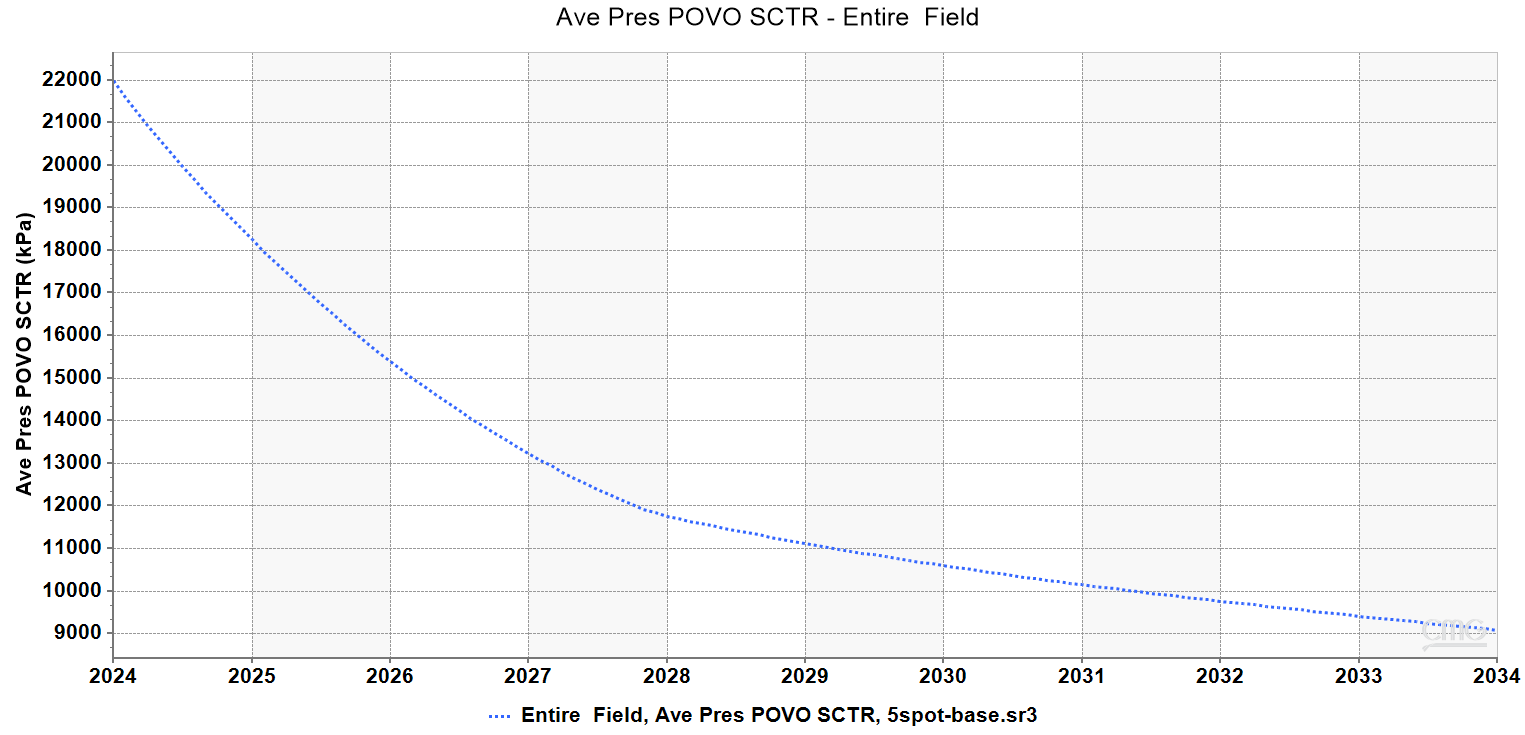 Ave Pres POVO SCTR - Entire  Field
Ave Pres POVO SCTR (kPa)
22000
21000
20000
19000
18000
17000
16000
15000
14000
13000
12000
11000
10000
9000
cmg
2024 2025 2026 2027 2028 2029 2030 2031 2032 2033 2034
Entire  Field, Ave Pres POVO SCTR, 5spot-base.sr3